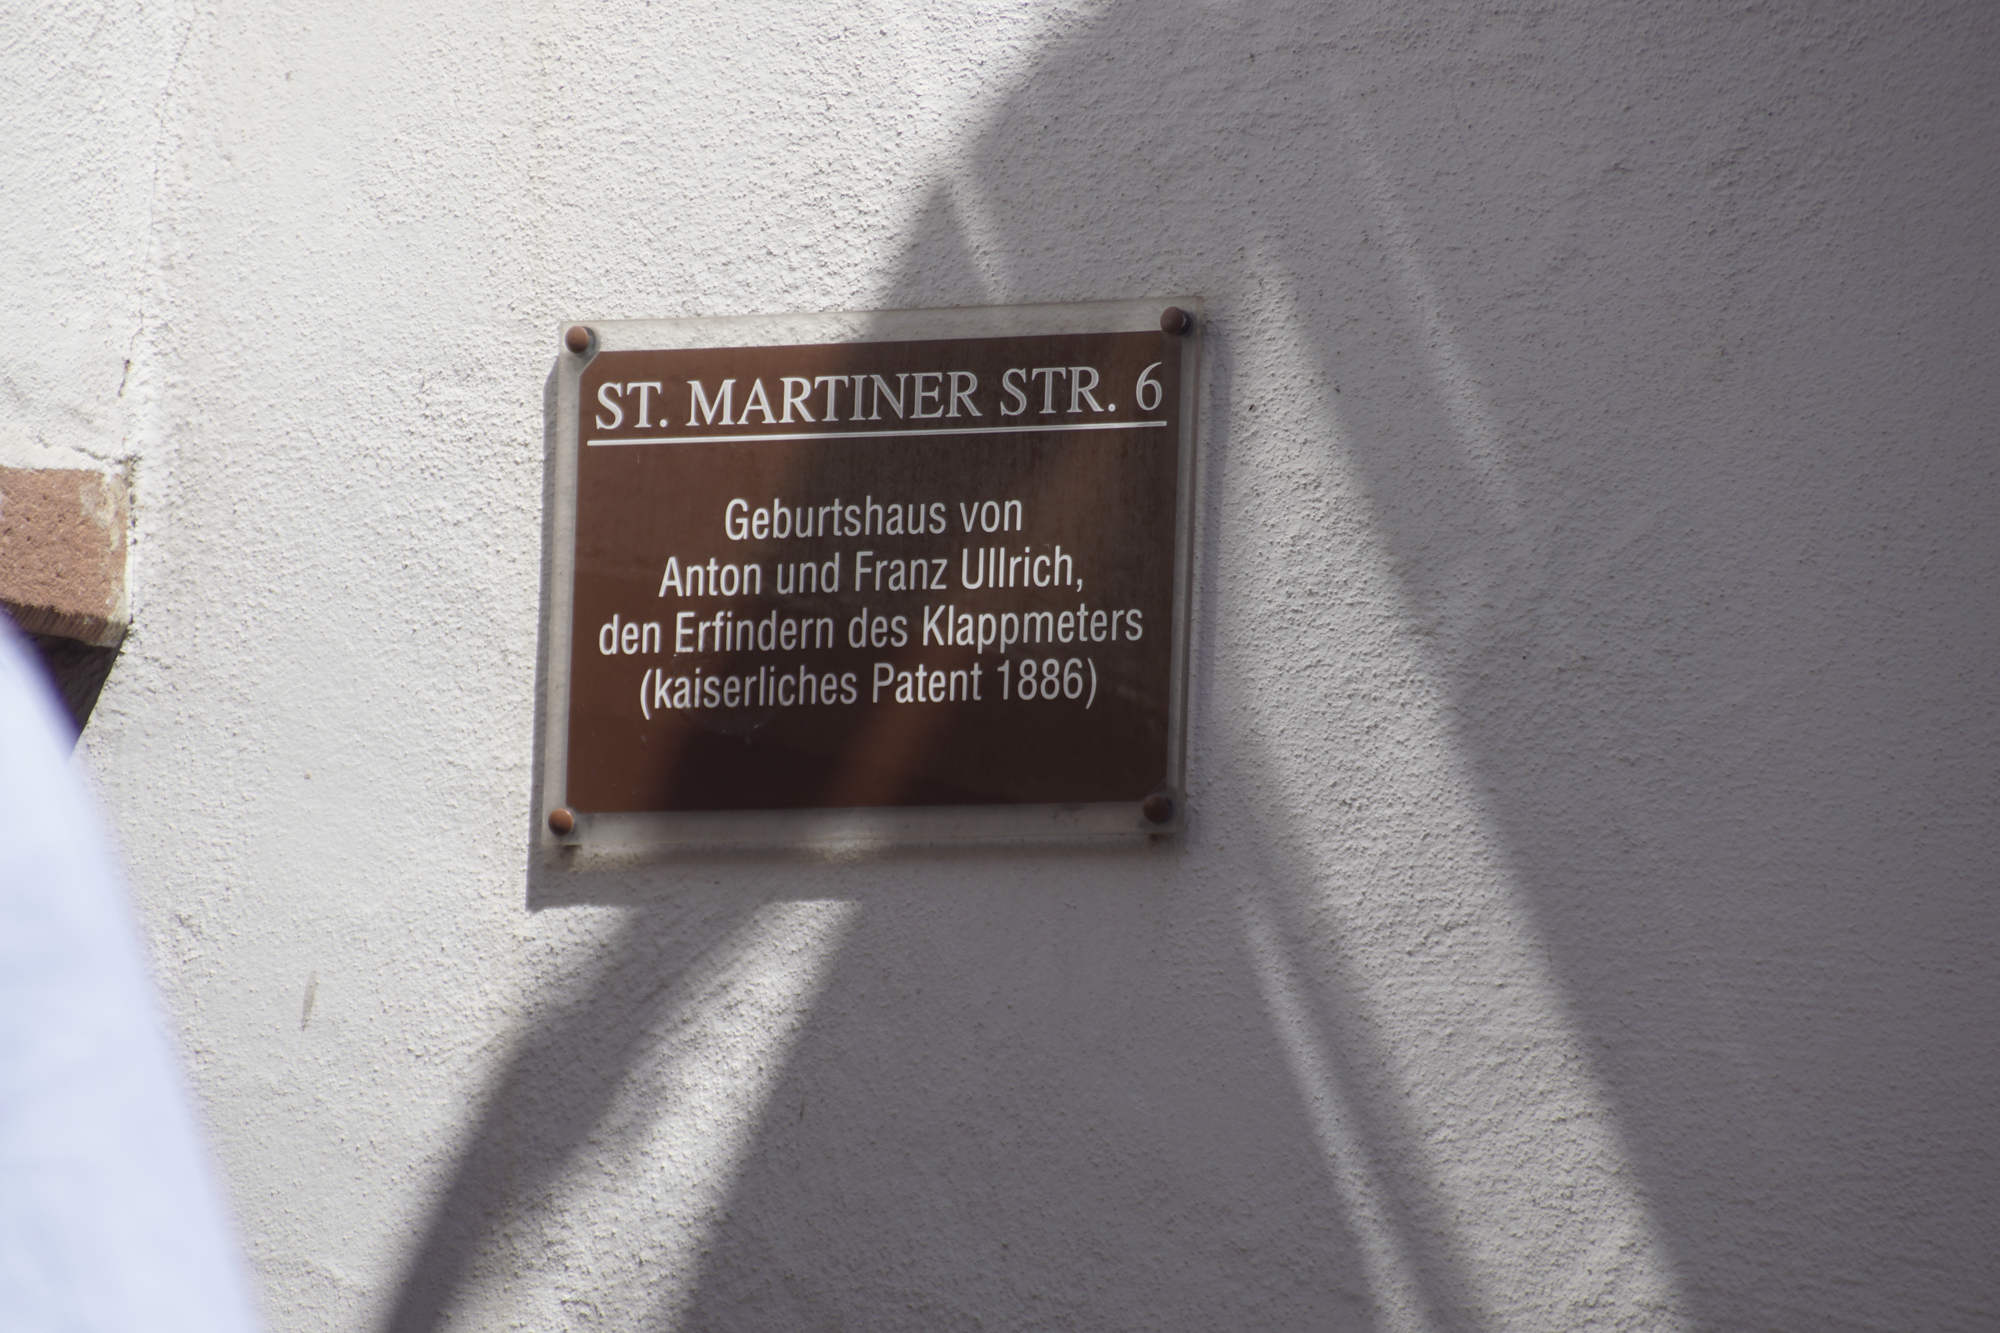 ST. MARTINER STR. 6
Geburtshaus von
Anton und Franz Ullrich,
den Erfindern des Klappmeters
(kaiserliches Patent 1886)